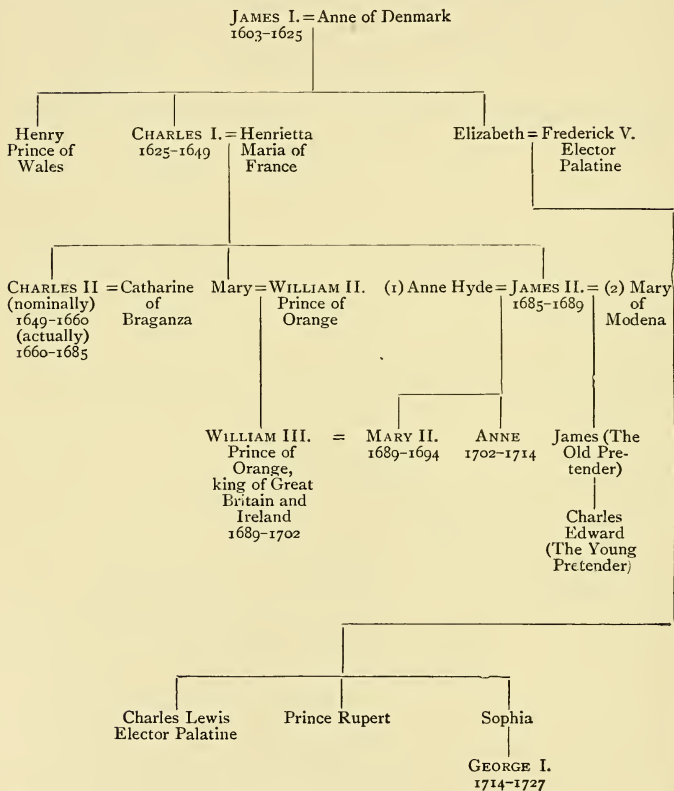 JAMES I. = Anne of Denmark
1603-1625
Henry
Prince of
Wales
CHARLES I. = Henrietta
1625-1649 Maria of
France
Elizabeth = Frederick V.
Elector
Palatine
CHARLES II = Catharine
(nominally) of
1649-1660 Braganza
(actually)
1660-1685
Mary = WILLIAM II.
Prince of
Orange
(1) Anne Hyde = JAMES II. = (2) Mary
1685-1689 of
Modena
WILLIAM III. = MARY II.
Prince of 1689-1694
Orange,
king of Great
Britain and
Ireland
1689-1702
ANNE
1702-1714
James (The
Old Pre-
tender)
Charles
Edward
(The Young
Pretender)
Charles Lewis
Elector Palatine
Prince Rupert
Sophia
GEORGE I.
1714-1727